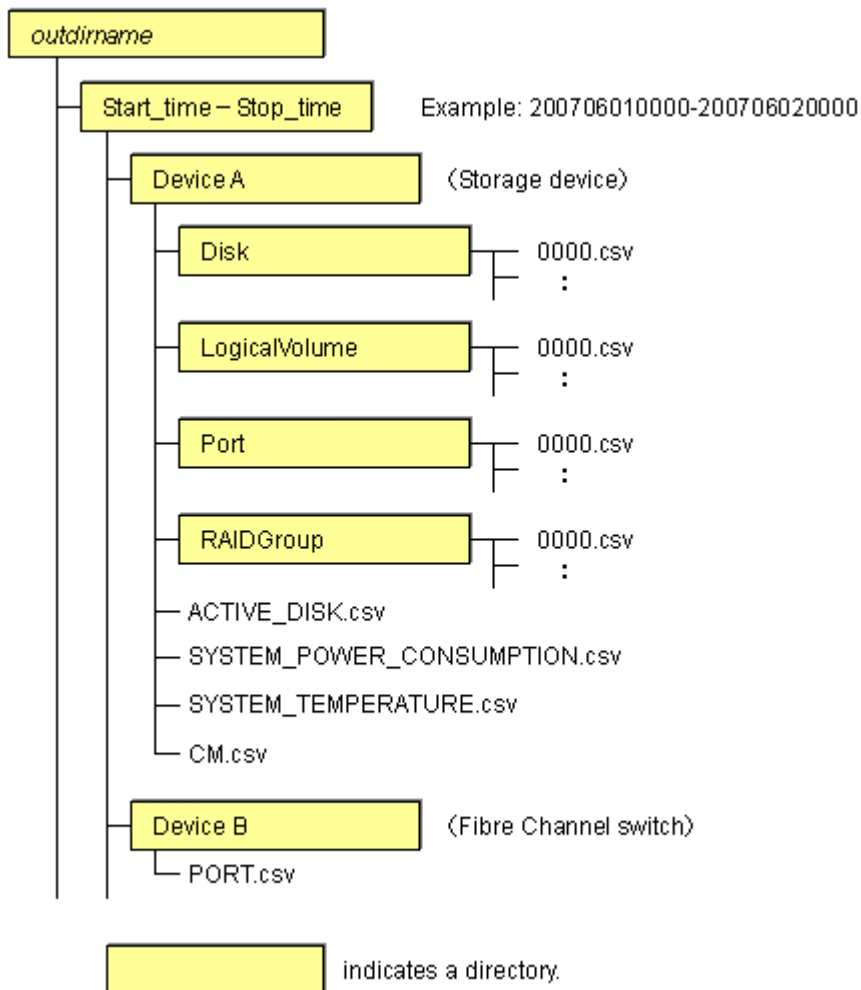 outdirname
Start_time－Stop_time Example: 200706010000-200706020000
Device A (Storage device)
Disk 0000.csv
:
LogicalVolume 0000.csv
:
Port 0000.csv
:
RAIDGroup 0000.csv
:
ACTIVE_DISK.csv
SYSTEM_POWER_CONSUMPTION.csv
SYSTEM_TEMPERATURE.csv
CM.csv
Device B (Fibre Channel switch)
PORT.csv
indicates a directory.